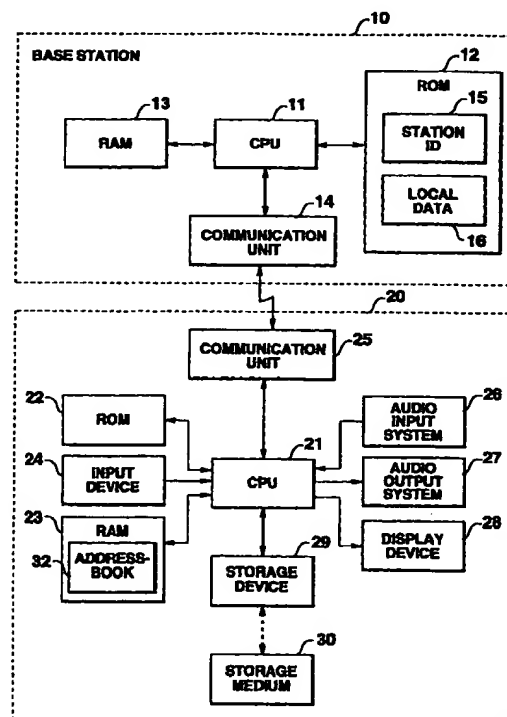 10
BASE STATION
12
ROM
13
RAM
11
CPU
15
STATION
ID
LOCAL
DATA
16
14
COMMUNICATION
UNIT
20
COMMUNICATION
UNIT
25
22
ROM
24
INPUT DEVICE
23
RAM
32
ADDRESS-
BOOK
21
CPU
26
AUDIO
INPUT
SYSTEM
27
AUDIO
OUTPUT
SYSTEM
28
DISPLAY
DEVICE
29
STORAGE
DEVICE
30
STORAGE
MEDIUM